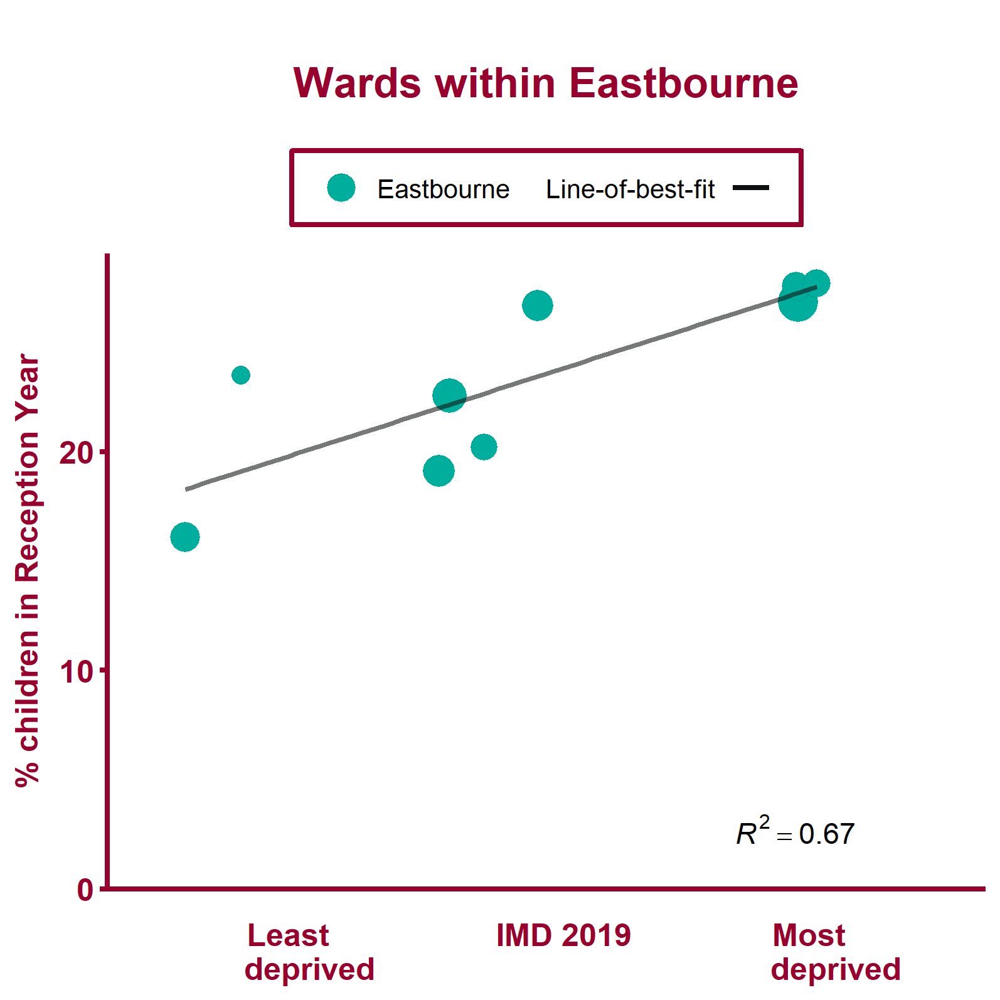 Wards within Eastbourne
Eastbourne Line-of-best-fit
% children in Reception Year
20
10
0
R² = 0.67
Least deprived
IMD 2019
Most deprived